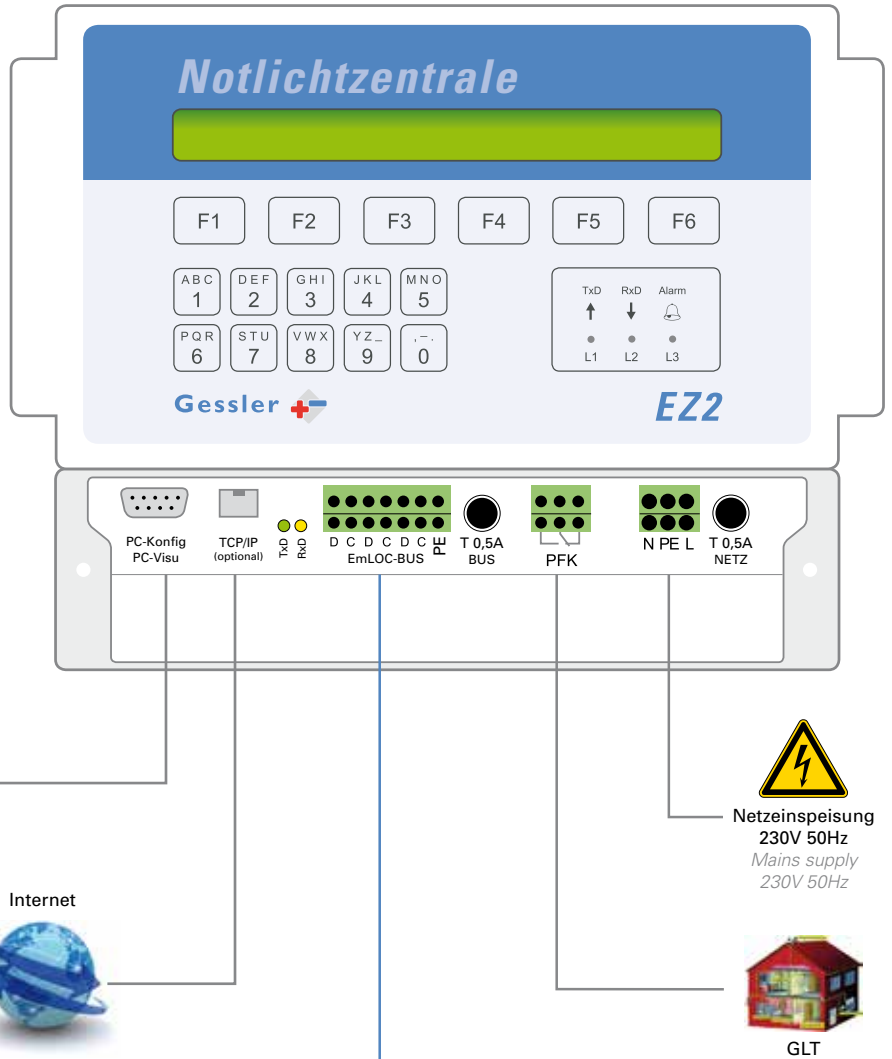 Notlichtzentrale
F1 F2 F3 F4 F5 F6
ABC DEF GHI JKL MNO
1 2 3 4 5
PQR STU VWX YZ_ ,-.
6 7 8 9 0
TxD RxD Alarm
L1 L2 L3
Gessler
EZ2
PC-Konfig
PC-Visu
TCP/IP
(optional)
TxD
RxD
D C D C D C PE
EmLOC-BUS
T 0,5A
BUS
PFK
N PE L
T 0,5A
NETZ
Netzeinspeisung
230V 50Hz
Mains supply
230V 50Hz
Internet
GLT